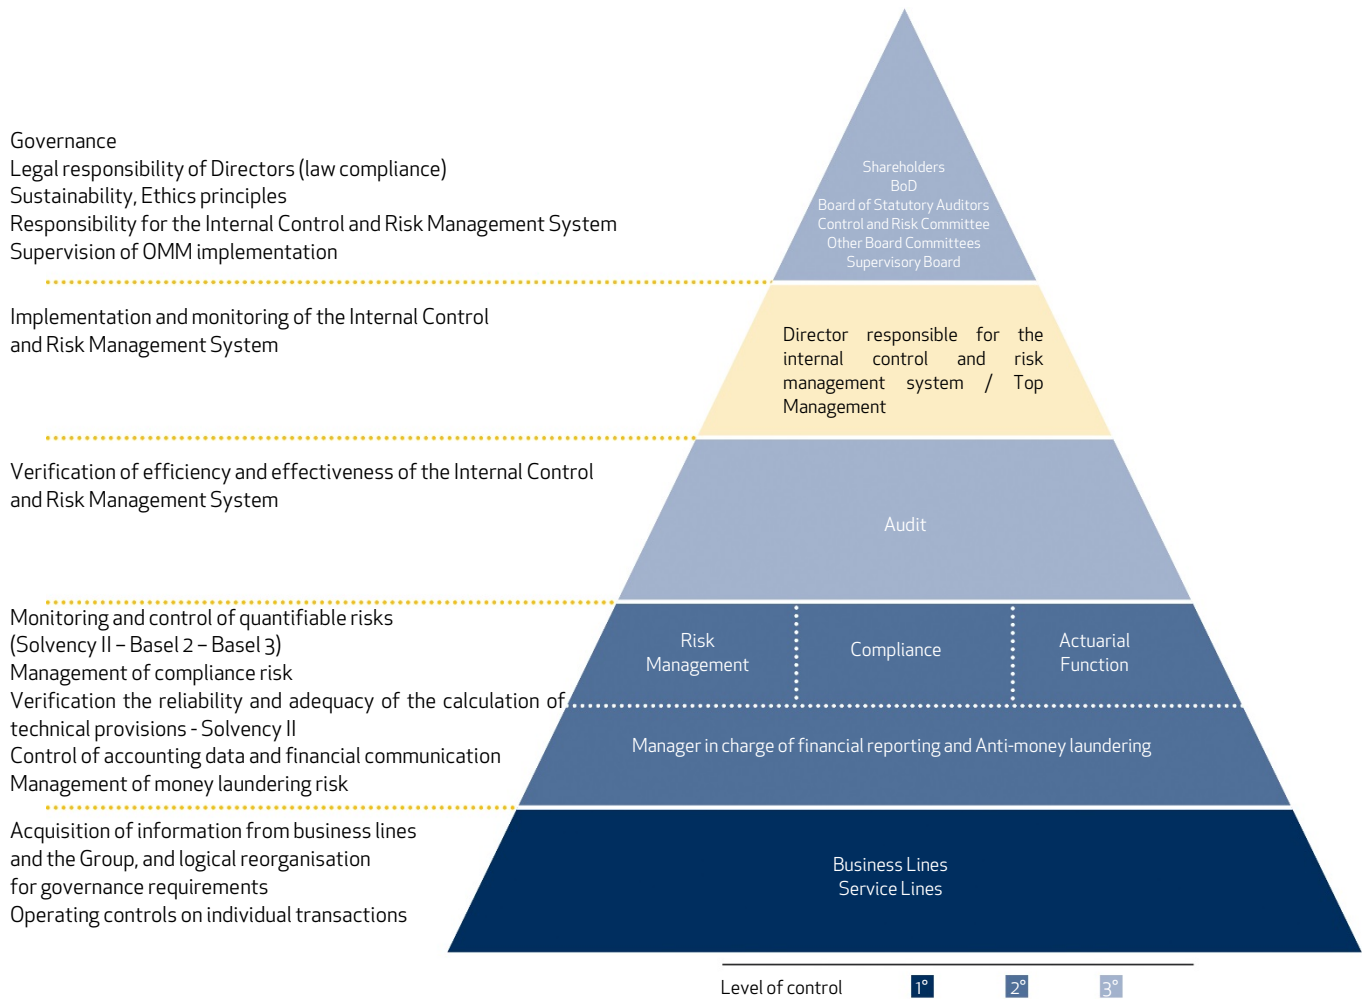 Governance
Legal responsibility of Directors (law compliance)
Sustainability, Ethics principles
Responsibility for the Internal Control and Risk Management System
Supervision of OMM implementation
Shareholders
BoD
Board of Statutory Auditors
Control and Risk Committee
Other Board Committees
Supervisory Board
Implementation and monitoring of the Internal Control
and Risk Management System
Director responsible for the
internal control and risk
management system / Top
Management
Verification of efficiency and effectiveness of the Internal Control
and Risk Management System
Audit
Monitoring and control of quantifiable risks
(Solvency II – Basel 2 – Basel 3)
Management of compliance risk
Verification the reliability and adequacy of the calculation of
technical provisions - Solvency II
Control of accounting data and financial communication
Management of money laundering risk
Risk
Management
Compliance
Actuarial
Function
Manager in charge of financial reporting and Anti-money laundering
Acquisition of information from business lines
and the Group, and logical reorganisation
for governance requirements
Operating controls on individual transactions
Business Lines
Service Lines
Level of control 1° 2° 3°